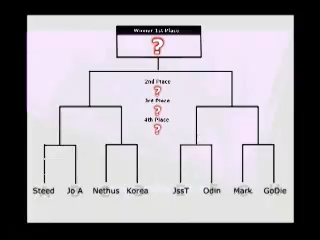 Winner 1st Place
?
2nd Place
?
3rd Place
?
4th Place
?
Steed Jo A Nethus Korea JssT Odin Mark GoDie